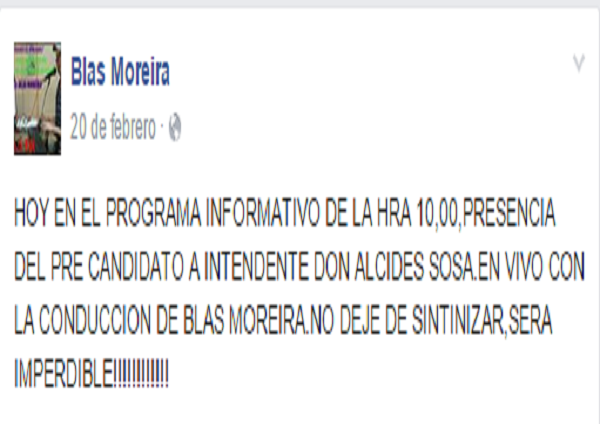 Blas Moreira
20 de febrero ·
HOY EN EL PROGRAMA INFORMATIVO DE LA HRA 10,00,PRESENCIA
DEL PRE CANDIDATO A INTENDENTE DON ALCIDES SOSA.EN VIVO CON
LA CONDUCCION DE BLAS MOREIRA.NO DEJE DE SINTINIZAR,SERA
IMPERDIBLE!!!!!!!!!!!!